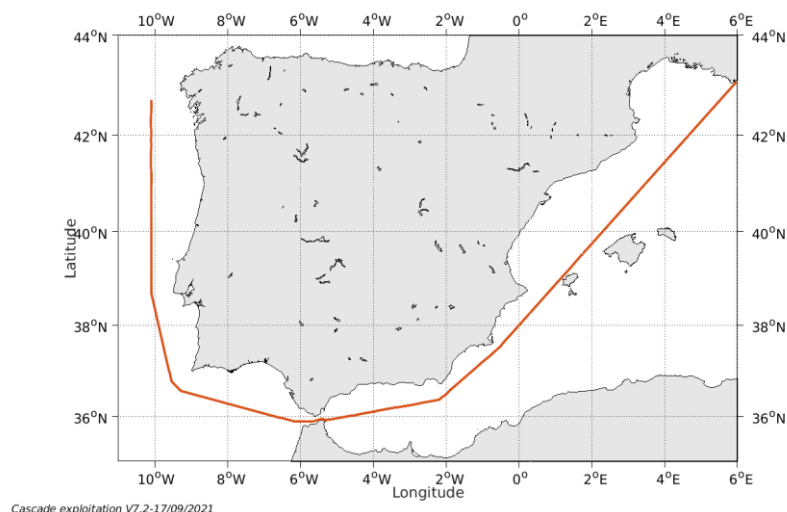 10°W 8°W 6°W 4°W 2°W 0° 2°E 4°E 6°E
44°N 44°N
42°N 42°N
40°N 40°N
Latitude
38°N 38°N
36°N 36°N
10°W 8°W 6°W 4°W 2°W 0° 2°E 4°E 6°E
Longitude
Cascade exploitation V7.2-17/09/2021